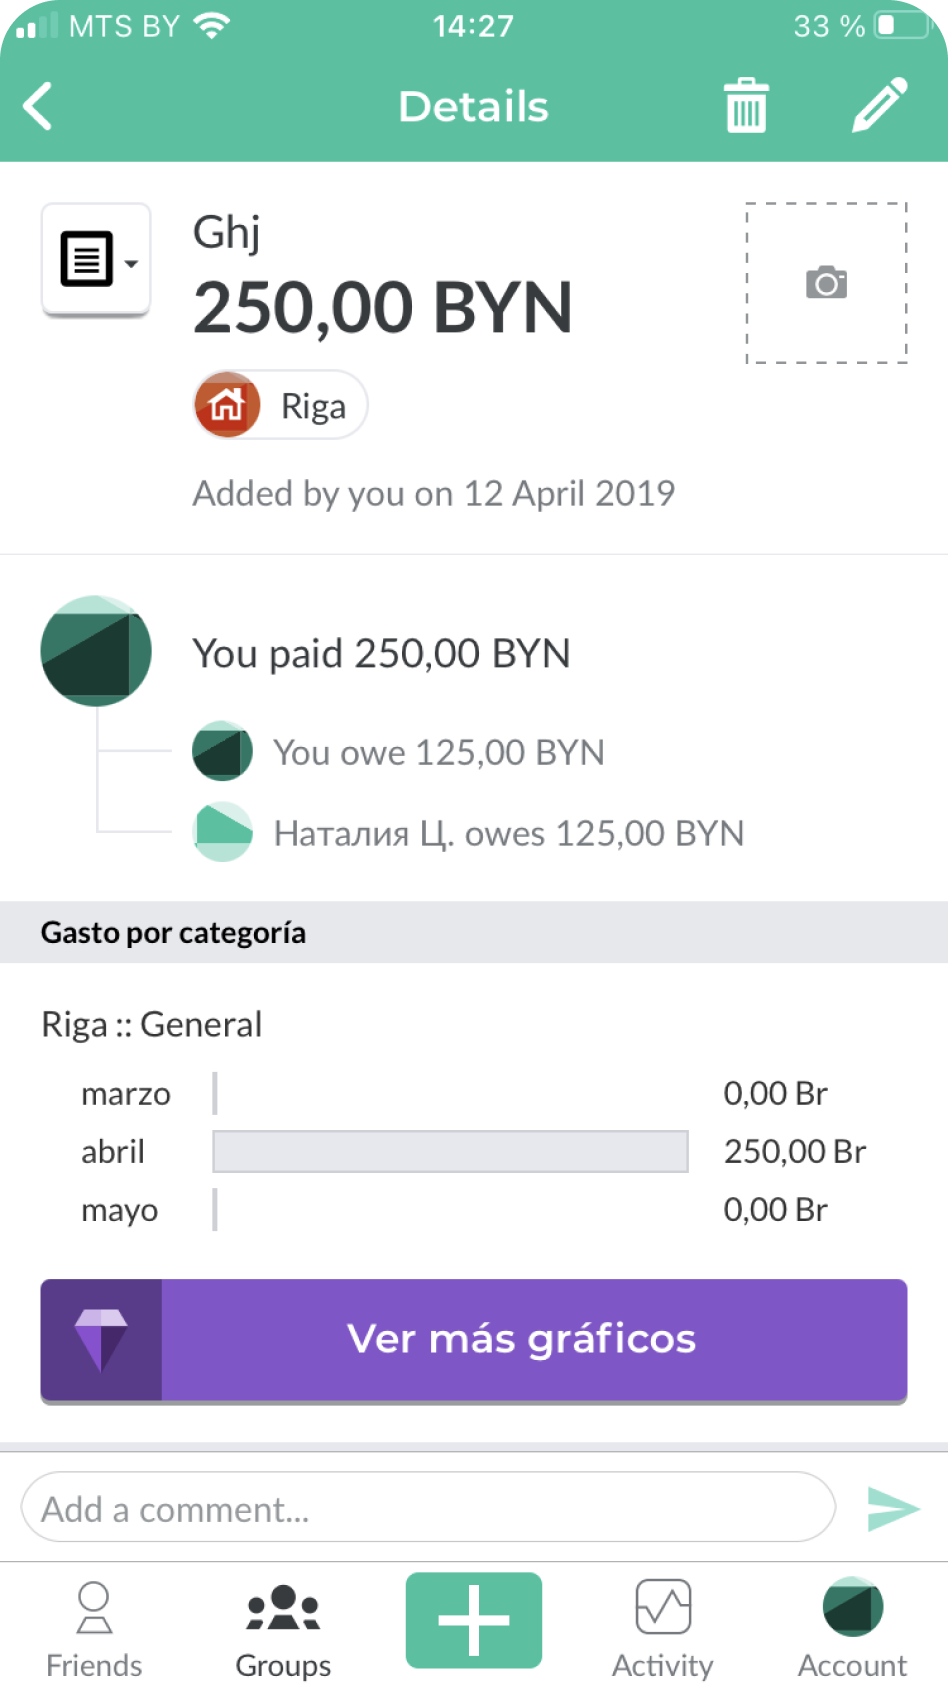 MTS BY 14:27 33 %
Details
Ghj
250,00 BYN
Riga
Added by you on 12 April 2019
You paid 250,00 BYN
You owe 125,00 BYN
Наталия Ц. owes 125,00 BYN
Gasto por categoría
Riga :: General
marzo 0,00 Br
abril 250,00 Br
mayo 0,00 Br
Ver más gráficos
Add a comment...
Friends Groups Activity Account